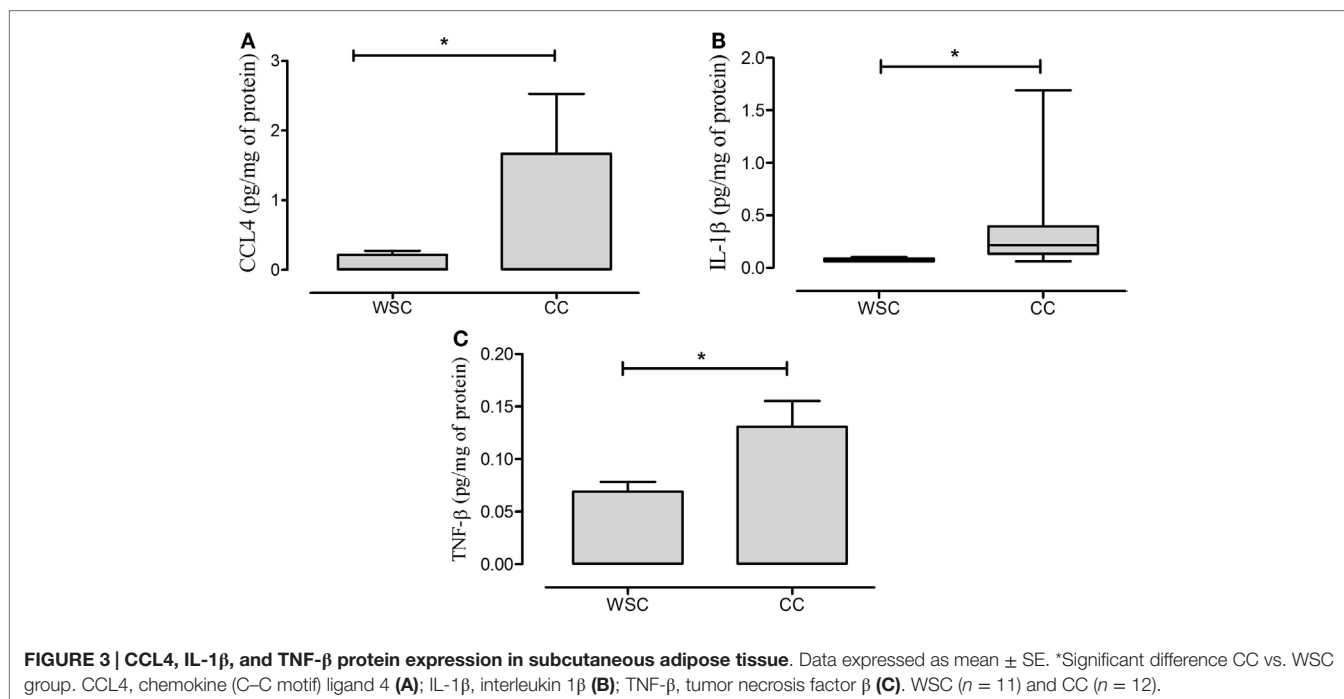 A
*
3
2
1
0
CCL4 (pg/mg of protein)
WSC CC
B
*
2.0
1.5
1.0
0.5
0.0
IL-1β (pg/mg of protein)
WSC CC
C
*
0.20
0.15
0.10
0.05
0.00
TNF-β (pg/mg of protein)
WSC CC
FIGURE 3 | CCL4, IL-1β, and TNF-β protein expression in subcutaneous adipose tissue. Data expressed as mean ± SE. *Significant difference CC vs. WSC
group. CCL4, chemokine (C–C motif) ligand 4 (A); IL-1β, interleukin 1β (B); TNF-β, tumor necrosis factor β (C). WSC (n = 11) and CC (n = 12).